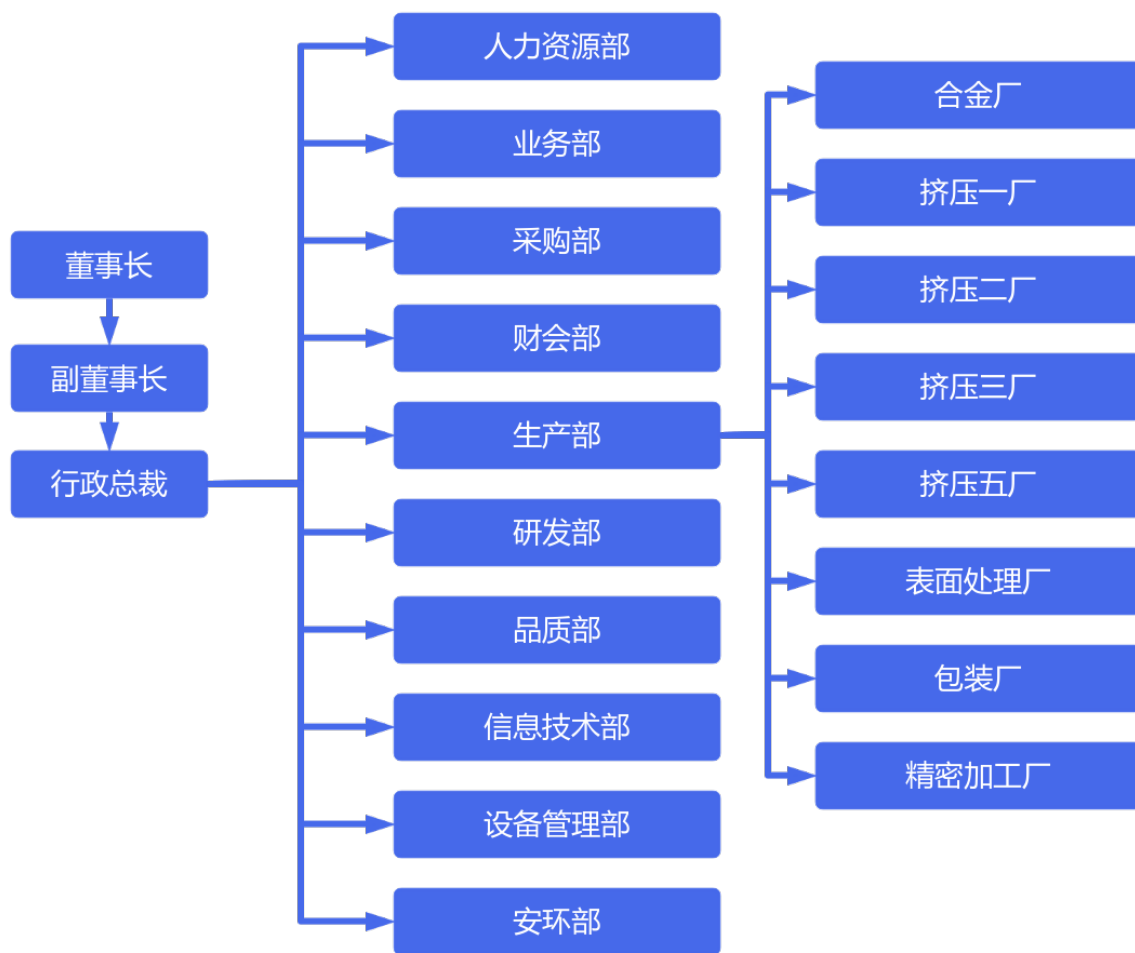 董事长
副董事长
行政总裁
人力资源部
业务部
采购部
财会部
生产部
研发部
品质部
信息技术部
设备管理部
安环部
合金厂
挤压一厂
挤压二厂
挤压三厂
挤压五厂
表面处理厂
包装厂
精密加工厂